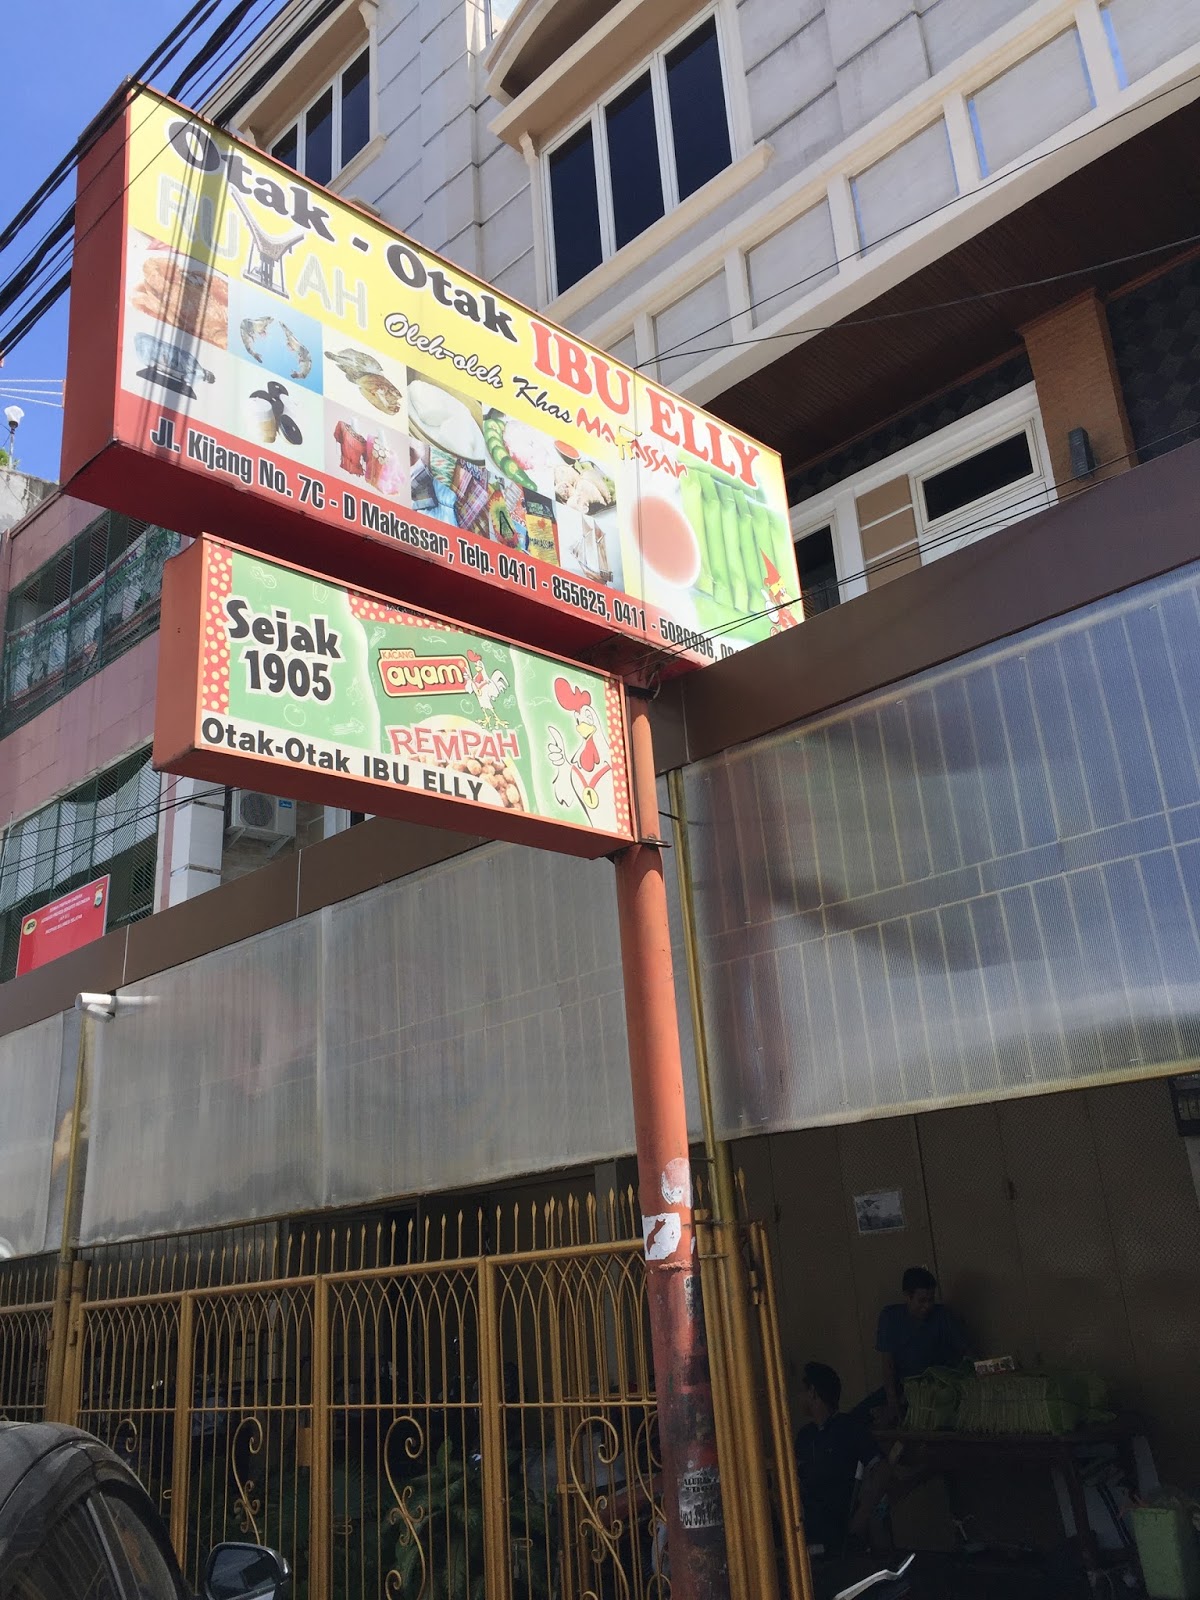 Otak - Otak IBU ELLY
RUMAH
Oleh-oleh Khas MAKASSAR
Jl. Kijang No. 7C - D Makassar, Telp. 0411 - 855625, 0411 - 5086996,
Sejak
1905
KACANG
ayam
REMPAH
1
Otak-Otak IBU ELLY